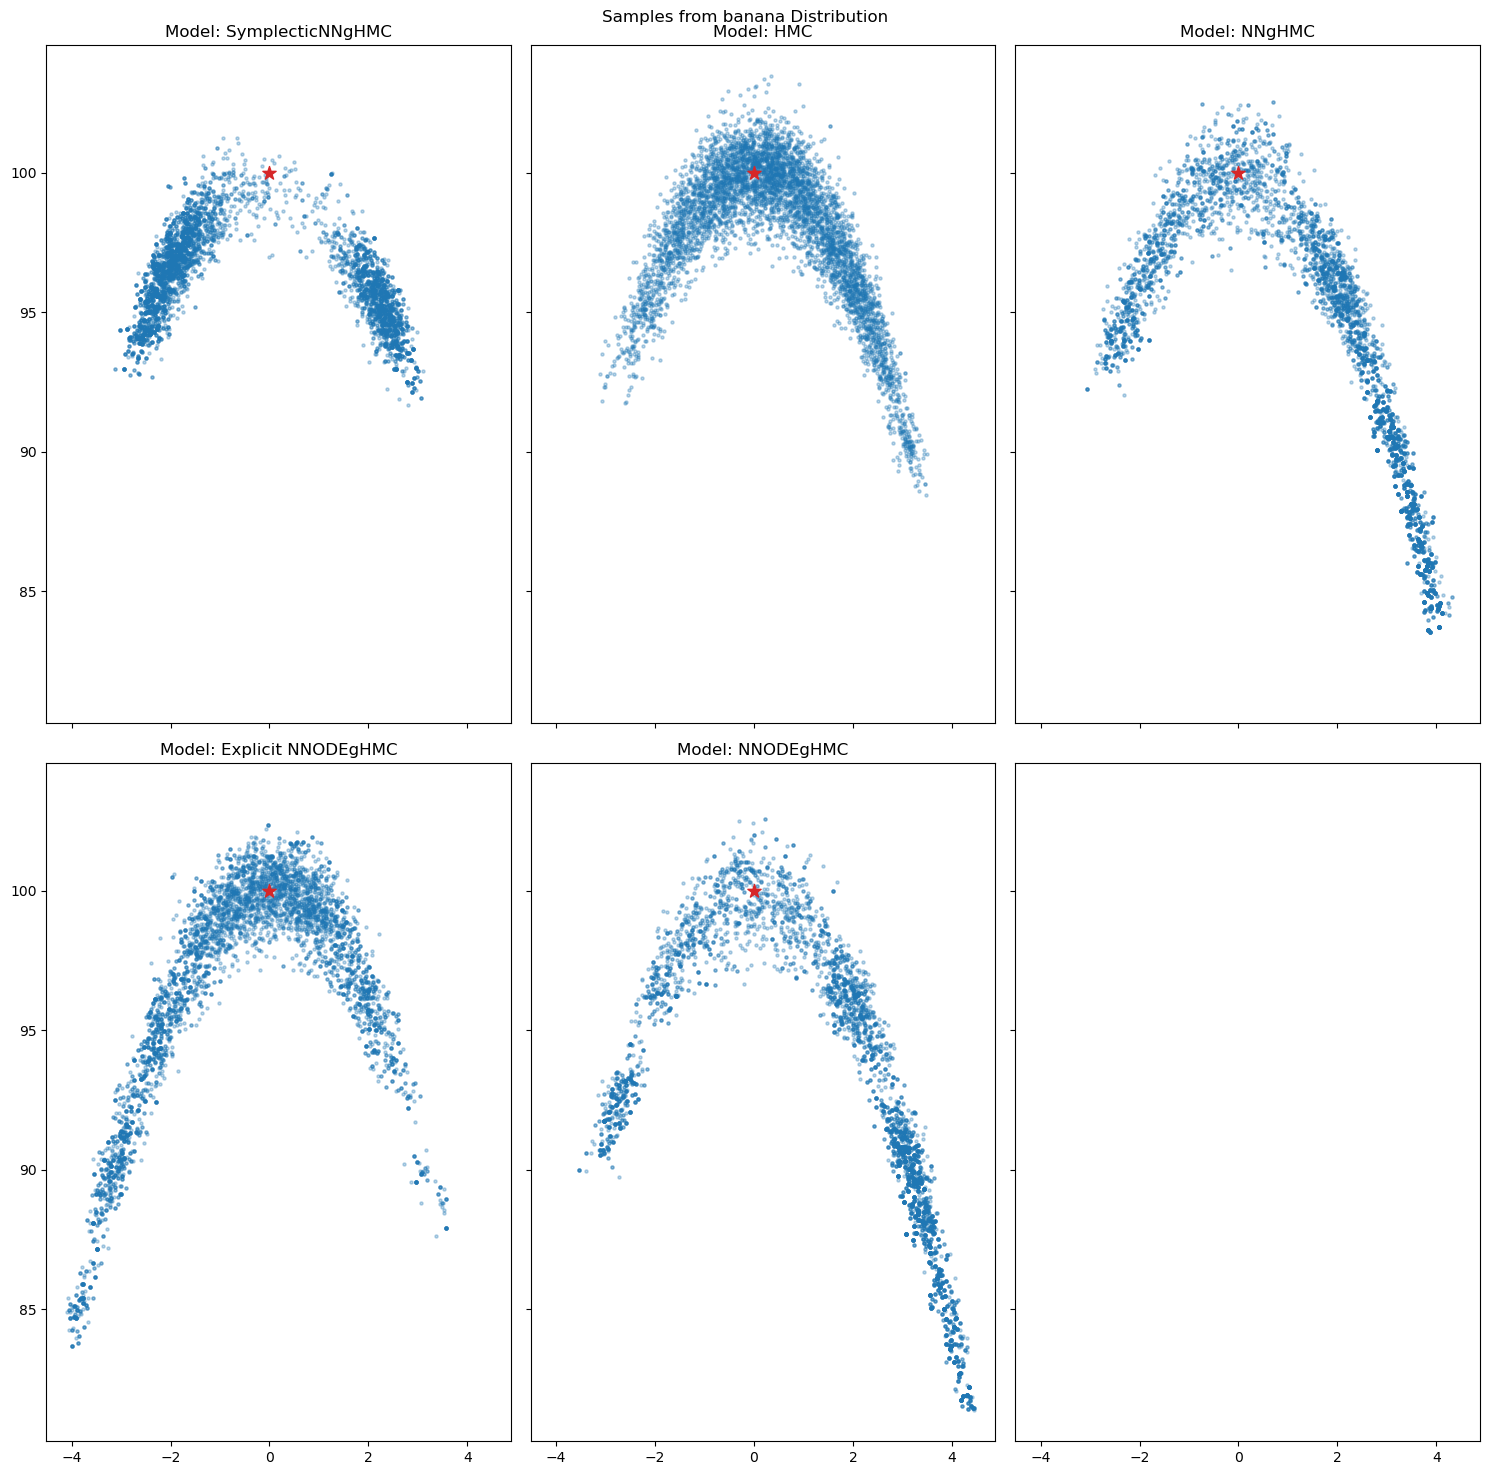 Samples from banana Distribution
Model: SymplecticNNgHMC
Model: HMC
Model: NNgHMC
100
95
90
85
Model: Explicit NNODEgHMC
Model: NNODEgHMC
100
95
90
85
−4 −2 0 2 4
−4 −2 0 2 4
−4 −2 0 2 4